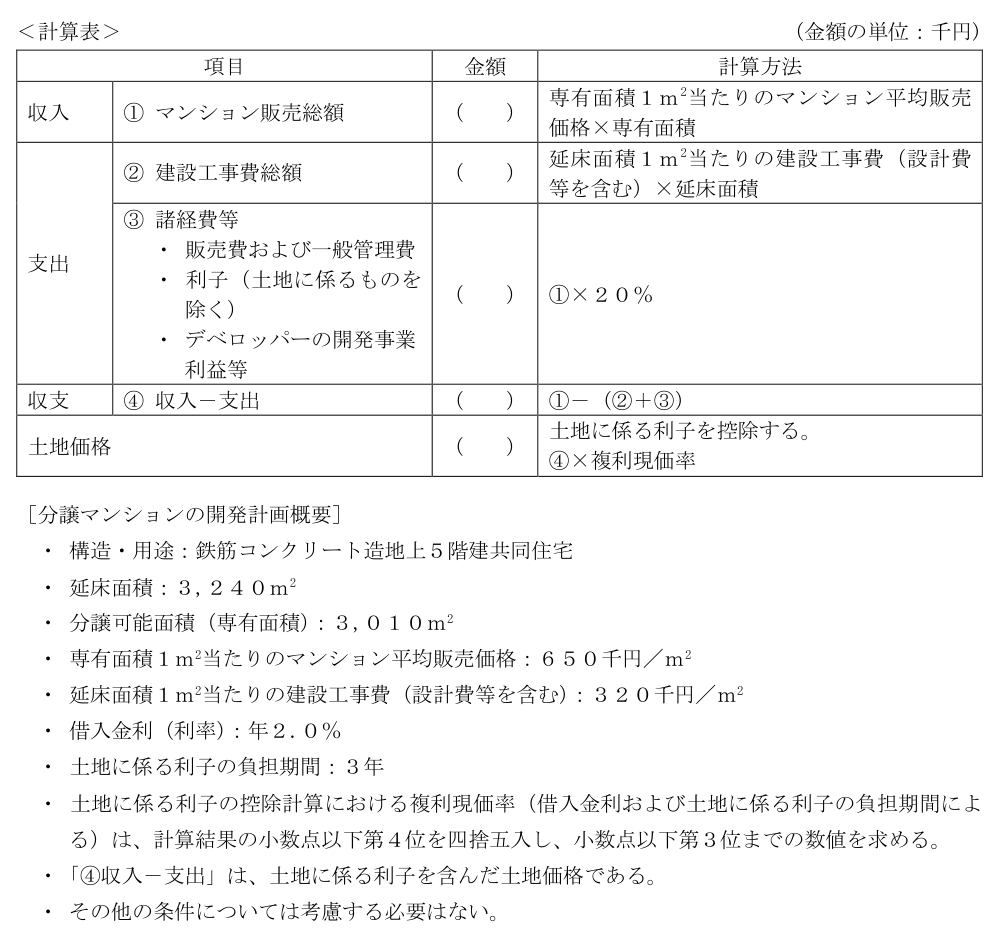 ＜計算表＞　（金額の単位：千円）
項目　金額　計算方法
収入　① マンション販売総額　（　　）　専有面積１ｍ²当たりのマンション平均販売
価格×専有面積
支出　② 建設工事費総額　（　　）　延床面積１ｍ²当たりの建設工事費（設計費
等を含む）×延床面積
③ 諸経費等
・ 販売費および一般管理費
・ 利子（土地に係るものを
除く）
・ デベロッパーの開発事業
利益等
（　　）　①×２０％
収支　④ 収入－支出　（　　）　①－（②＋③）
土地価格　（　　）　土地に係る利子を控除する。
④×複利現価率
［分譲マンションの開発計画概要］
・ 構造・用途：鉄筋コンクリート造地上５階建共同住宅
・ 延床面積：３,２４０ｍ²
・ 分譲可能面積（専有面積）：３,０１０ｍ²
・ 専有面積１ｍ²当たりのマンション平均販売価格：６５０千円／ｍ²
・ 延床面積１ｍ²当たりの建設工事費（設計費等を含む）：３２０千円／ｍ²
・ 借入金利（利率）：年２.０％
・ 土地に係る利子の負担期間：３年
・ 土地に係る利子の控除計算における複利現価率（借入金利および土地に係る利子の負担期間によ
る）は、計算結果の小数点以下第４位を四捨五入し、小数点以下第３位までの数値を求める。
・ 「④収入－支出」は、土地に係る利子を含んだ土地価格である。
・ その他の条件については考慮する必要はない。